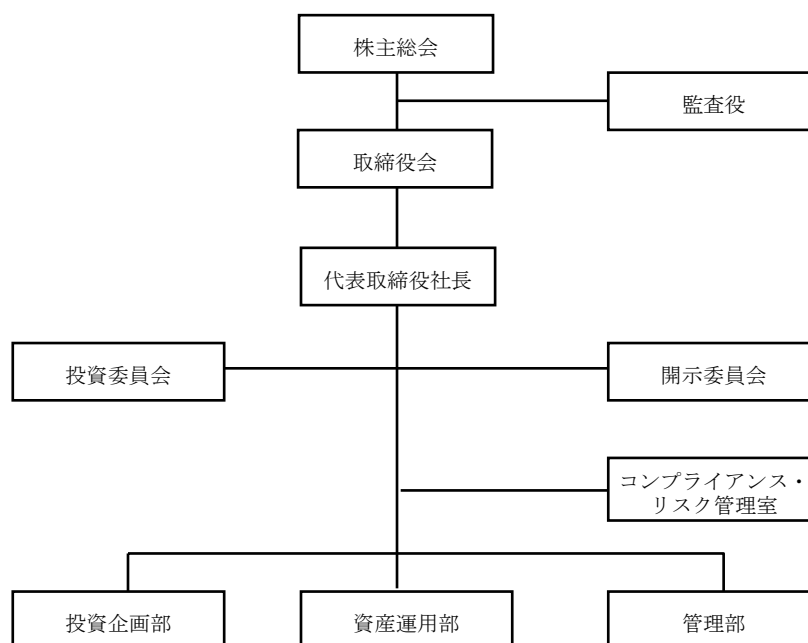 株主総会
監査役
取締役会
代表取締役社長
投資委員会
開示委員会
コンプライアンス・
リスク管理室
投資企画部
資産運用部
管理部